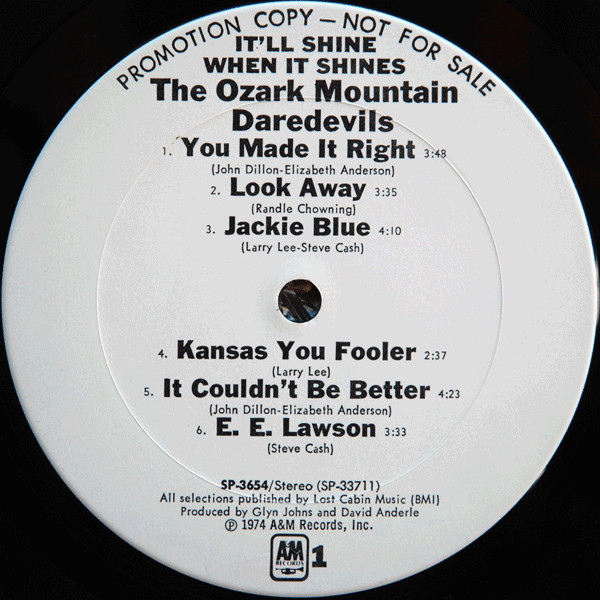 PROMOTION COPY — NOT FOR SALE
IT'LL SHINE
WHEN IT SHINES
The Ozark Mountain
Daredevils
1. You Made It Right 3:48
(John Dillon-Elizabeth Anderson)
2. Look Away 3:35
(Randle Chowning)
3. Jackie Blue 4:10
(Larry Lee-Steve Cash)
4. Kansas You Fooler 2:37
(Larry Lee)
5. It Couldn't Be Better 4:23
(John Dillon-Elizabeth Anderson)
6. E. E. Lawson 3:33
(Steve Cash)
SP-3654/Stereo (SP-33711)
All selections published by Lost Cabin Music (BMI)
Produced by Glyn Johns and David Anderle
℗ 1974 A&M Records, Inc.
A&M RECORDS 1